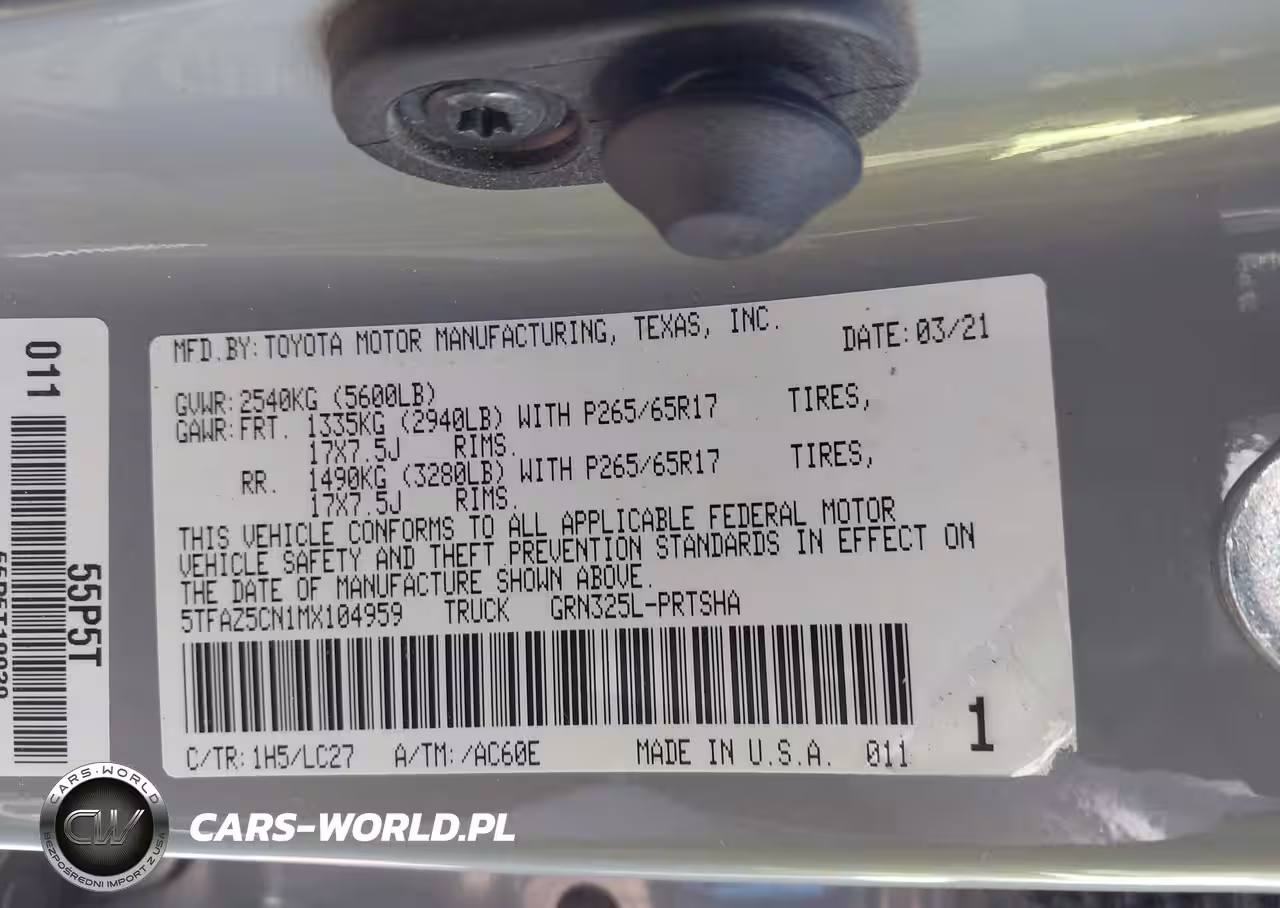 MFD.BY:TOYOTA MOTOR MANUFACTURING, TEXAS, INC. DATE:03/21
GVWR:2540KG (5600LB)
GAWR:FRT. 1335KG (2940LB) WITH P265/65R17 TIRES,
17X7.5J RIMS.
RR. 1490KG (3280LB) WITH P265/65R17 TIRES,
17X7.5J RIMS.
THIS VEHICLE CONFORMS TO ALL APPLICABLE FEDERAL MOTOR
VEHICLE SAFETY AND THEFT PREVENTION STANDARDS IN EFFECT ON
THE DATE OF MANUFACTURE SHOWN ABOVE.
5TFAZ5CN1MX104959 TRUCK GRN325L-PRTSHA
C/TR:1H5/LC27 A/TM:/AC60E MADE IN U.S.A. 011
1
011
55P5T
CARS-WORLD
CW
BEZPOŚREDNI IMPORT Z USA
CARS-WORLD.PL